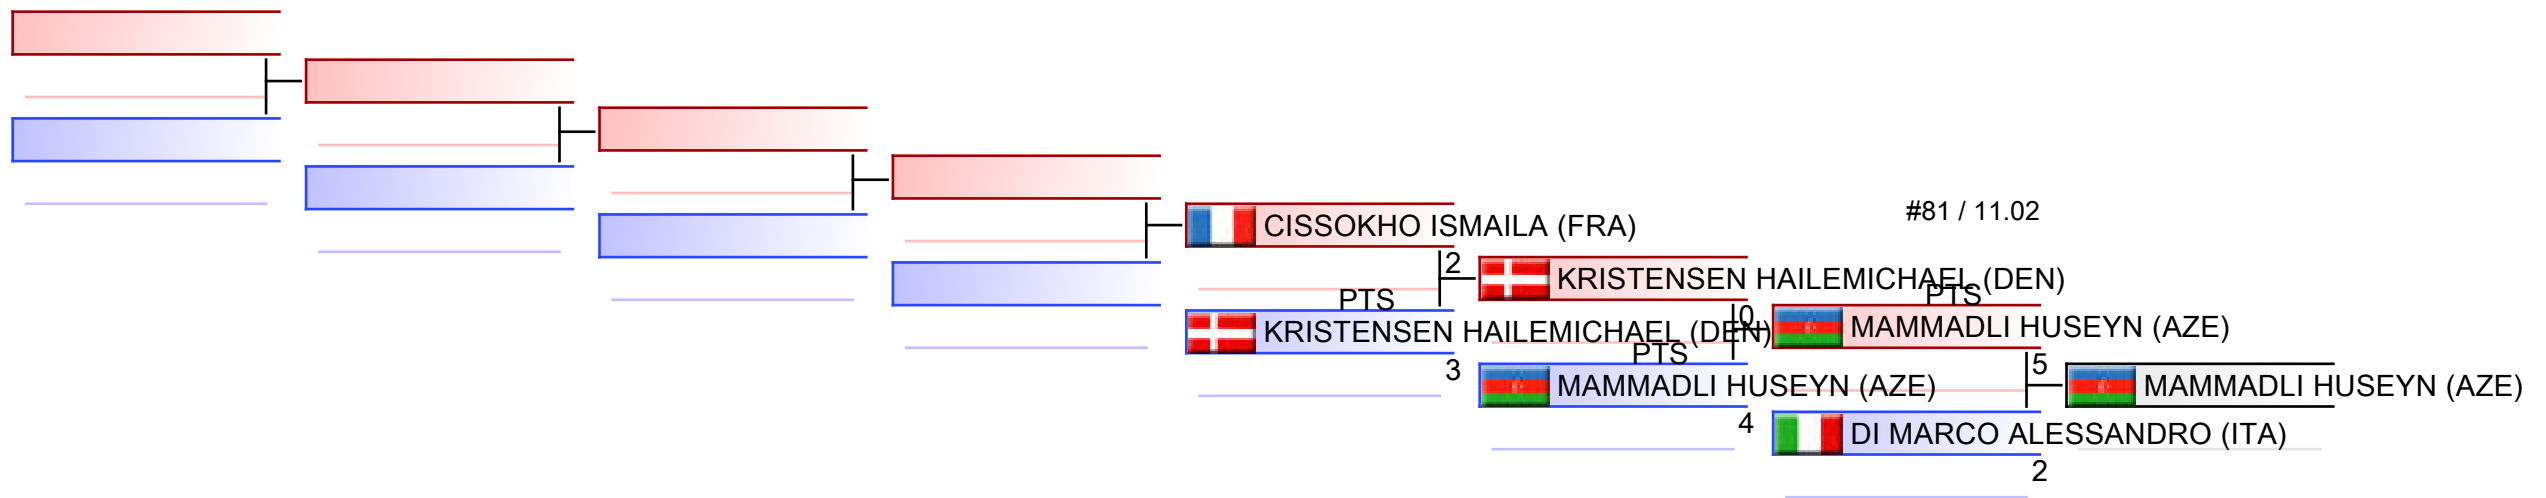 #81 / 11.02
CISSOKHO ISMAILA (FRA)
2
KRISTENSEN HAILEMICHAEL (DEN)
PTS
PTS
0
KRISTENSEN HAILEMICHAEL (DEN)
MAMMADLI HUSEYN (AZE)
PTS
3
5
MAMMADLI HUSEYN (AZE)
MAMMADLI HUSEYN (AZE)
4
DI MARCO ALESSANDRO (ITA)
2